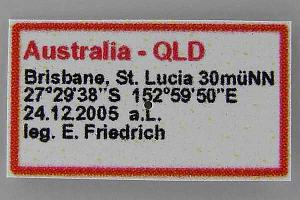 Australia - QLD
Brisbane, St. Lucia 30müNN
27°29'38"S 152°59'50"E
24.12.2005 a.L.
leg. E. Friedrich